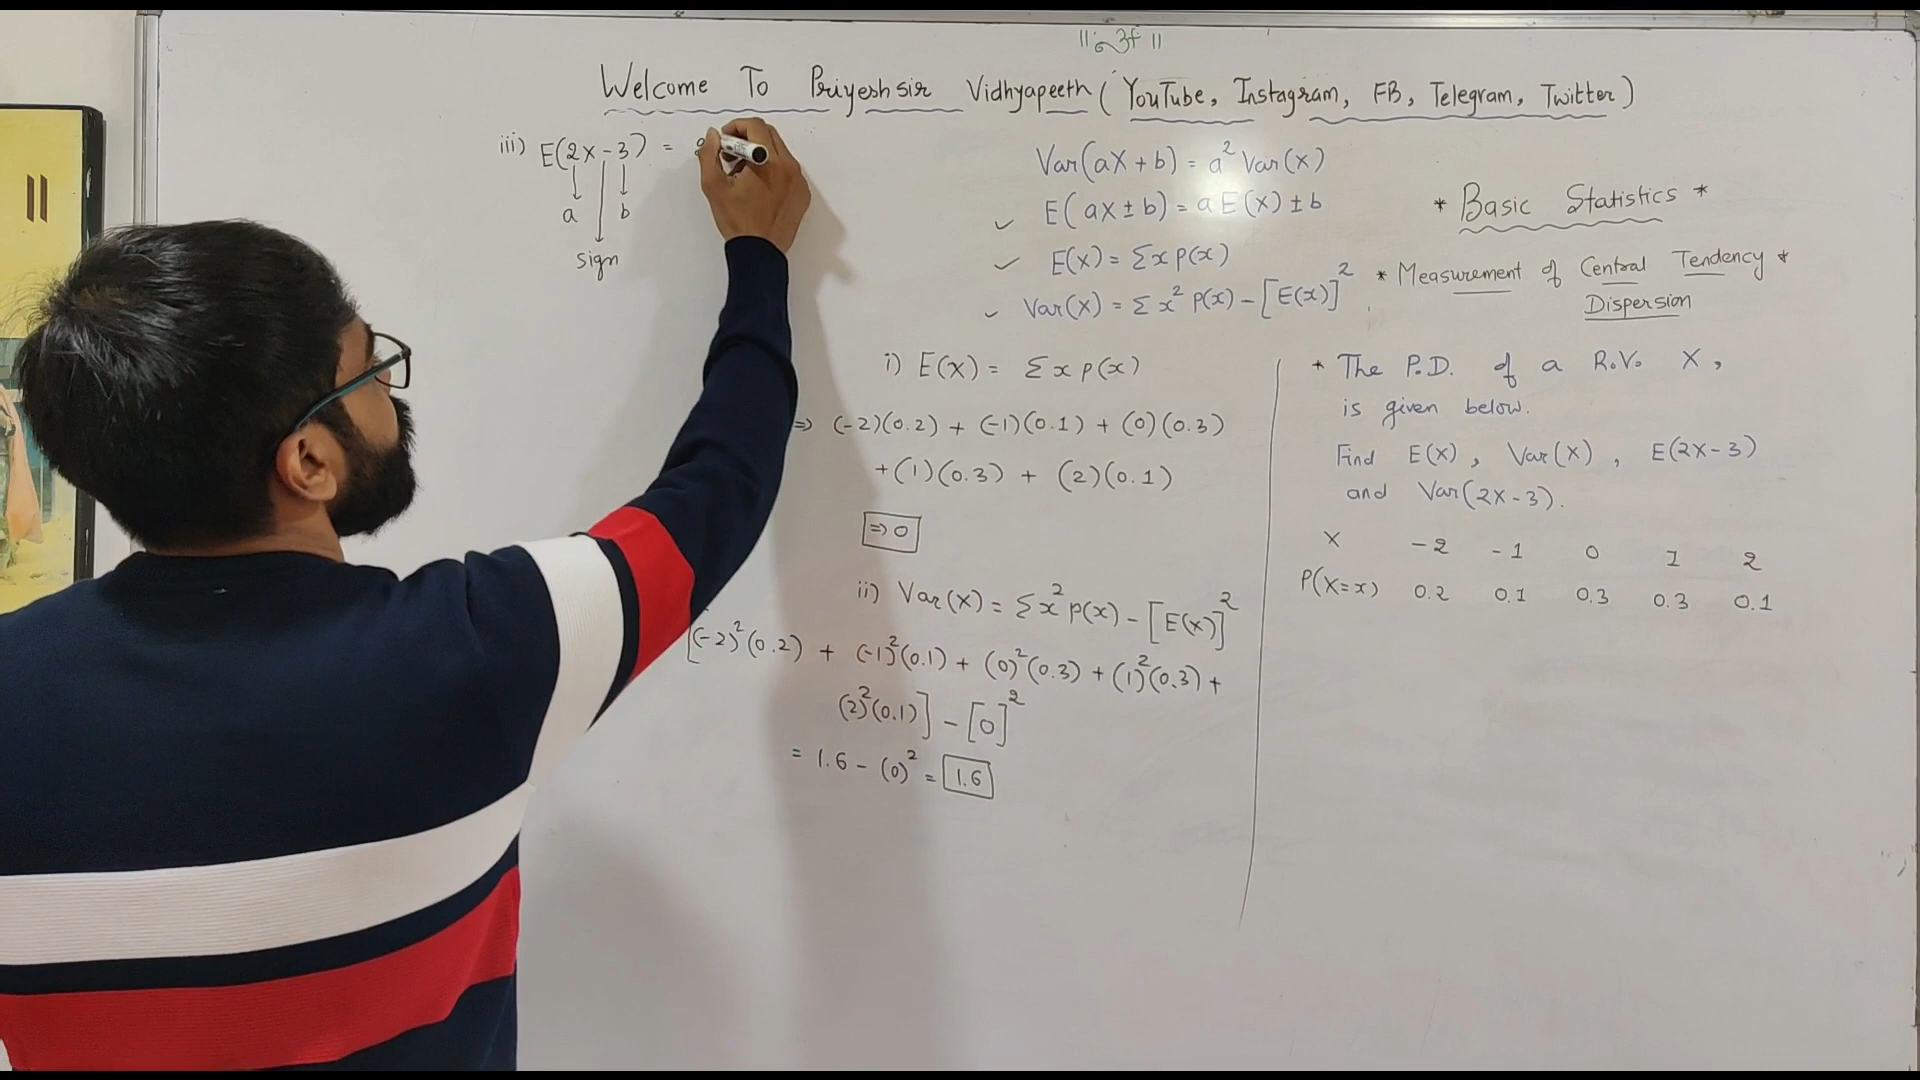 Welcome To Priyesh sir Vidhyapeeth ( YouTube, Instagram, FB, Telegram, Twitter )
iii) E(2X-3) =
a
b
sign
Var(aX + b) = a² Var(X)
E(aX ± b) = a E(X) ± b
E(X) = Σ x p(x)
Var(X) = Σ x² p(x) - [E(x)]²
* Basic Statistics *
* Measurement of Central Tendency *
Dispersion
i) E(X) = Σ x p(x)
⇒ (-2)(0.2) + (-1)(0.1) + (0)(0.3)
+ (1)(0.3) + (2)(0.1)
⇒ 0
ii) Var(X) = Σ x² p(x) - [E(X)]²
[(-2)²(0.2) + (-1)²(0.1) + (0)²(0.3) + (1)²(0.3) +
(2)²(0.1)] - [0]²
= 1.6 - (0)² = 1.6
* The P.D. of a R.V. X,
is given below.
Find E(X), Var(X), E(2X-3)
and Var(2X-3).
X -2 -1 0 1 2
P(X=x) 0.2 0.1 0.3 0.3 0.1